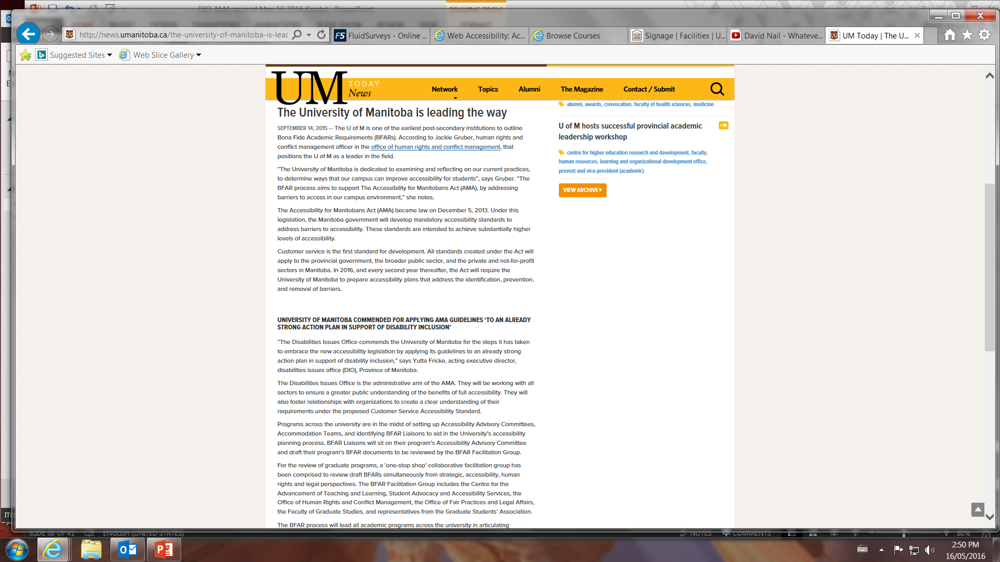 DIO AMA revised May 16 2016 Krystyl - PowerPoint
DRAWING TOOLS
http://news.umanitoba.ca/the-university-of-manitoba-is-leac
FluidSurveys - Online ...
Web Accessibility: Ac...
Browse Courses
Signage | Facilities | U...
David Nail - Whateve...
UM Today | The U...
Suggested Sites
Web Slice Gallery
UM TODAY
News
Network
Topics
Alumni
The Magazine
Contact / Submit
The University of Manitoba is leading the way
SEPTEMBER 14, 2015 — The U of M is one of the earliest post-secondary institutions to outline
Bona Fide Academic Requirements (BFARs). According to Jackie Gruber, human rights and
conflict management officer in the office of human rights and conflict management, that
positions the U of M as a leader in the field.
“The University of Manitoba is dedicated to examining and reflecting on our current practices,
to determine ways that our campus can improve accessibility for students”, says Gruber. “The
BFAR process aims to support The Accessibility for Manitobans Act (AMA), by addressing
barriers to access in our campus environment,” she notes.
The Accessibility for Manitobans Act (AMA) became law on December 5, 2013. Under this
legislation, the Manitoba government will develop mandatory accessibility standards to
address barriers to accessibility. These standards are intended to achieve substantially higher
levels of accessibility.
Customer service is the first standard for development. All standards created under the Act will
apply to the provincial government, the broader public sector, and the private and not-for-profit
sectors in Manitoba. In 2016, and every second year thereafter, the Act will require the
University of Manitoba to prepare accessibility plans that address the identification, prevention,
and removal of barriers.
UNIVERSITY OF MANITOBA COMMENDED FOR APPLYING AMA GUIDELINES ‘TO AN ALREADY
STRONG ACTION PLAN IN SUPPORT OF DISABILITY INCLUSION’
“The Disabilities Issues Office commends the University of Manitoba for the steps it has taken
to embrace the new accessibility legislation by applying its guidelines to an already strong
action plan in support of disability inclusion,” says Yutta Fricke, acting executive director,
disabilities issues office (DIO), Province of Manitoba.
The Disabilities Issues Office is the administrative arm of the AMA. They will be working with all
sectors to ensure a greater public understanding of the benefits of full accessibility. They will
also foster relationships with organizations to create a clear understanding of their
requirements under the proposed Customer Service Accessibility Standard.
Programs across the university are in the midst of setting up Accessibility Advisory Committees,
Accommodation Teams, and identifying BFAR Liaisons to aid in the University’s accessibility
planning process. BFAR Liaisons will sit on their program’s Accessibility Advisory Committee
and draft their program’s BFAR documents to be reviewed by the BFAR Facilitation Group.
For the review of graduate programs, a ‘one-stop shop’ collaborative facilitation group has
been comprised to review draft BFARs simultaneously from strategic, accessibility, human
rights and legal perspectives. The BFAR Facilitation Group includes the Centre for the
Advancement of Teaching and Learning, Student Advocacy and Accessibility Services, the
Office of Human Rights and Conflict Management, the Office of Fair Practices and Legal Affairs,
the Faculty of Graduate Studies, and representatives from the Graduate Students’ Association.
The BFAR process will lead all academic programs across the university in articulating
alumni, awards, convocation, faculty of health sciences, medicine
U of M hosts successful provincial academic
leadership workshop
centre for higher education research and development, faculty,
human resources, learning and organizational development office,
provost and vice-president (academic)
VIEW ARCHIVE
SLIDE 38 OF 41
ENGLISH (UNITED STATES)
NOTES
COMMENTS
86%
2:50 PM
16/05/2016